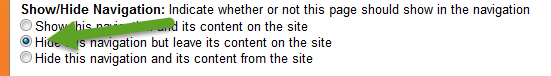 Show/Hide Navigation: Indicate whether or not this page should show in the navigation
Show this and its content on the site
Hide navigation but leave its content on the site
Hide this navigation and its content from the site